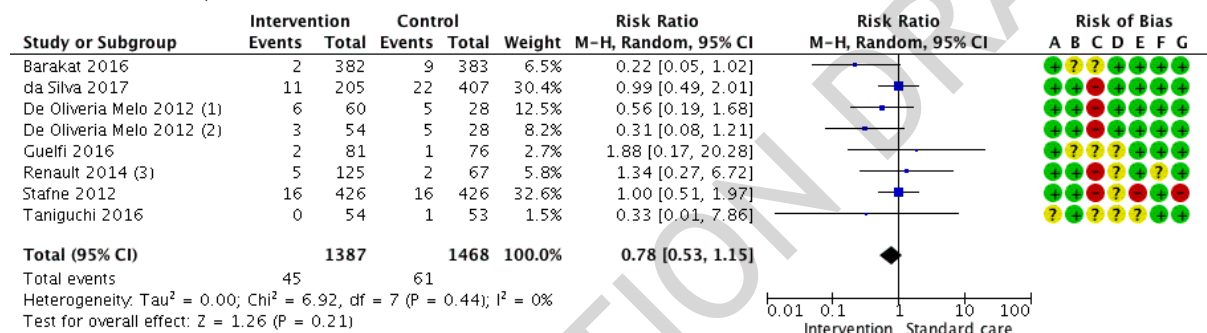 Intervention Control Risk Ratio Risk Ratio Risk of Bias
Study or Subgroup Events Total Events Total Weight M-H, Random, 95% CI M-H, Random, 95% CI A B C D E F G
Barakat 2016 2 382 9 383 6.5% 0.22 [0.05, 1.02] + ? ? + + + +
da Silva 2017 11 205 22 407 30.4% 0.99 [0.49, 2.01] + + - + + + +
De Oliveria Melo 2012 (1) 6 60 5 28 12.5% 0.56 [0.19, 1.68] + + - + + + +
De Oliveria Melo 2012 (2) 3 54 5 28 8.2% 0.31 [0.08, 1.21] + + - + + + +
Guelfi 2016 2 81 1 76 2.7% 1.88 [0.17, 20.28] + ? ? ? + + +
Renault 2014 (3) 5 125 2 67 5.8% 1.34 [0.27, 6.72] + + - ? + ? +
Stafne 2012 16 426 16 426 32.6% 1.00 [0.51, 1.97] + + - ? - + -
Taniguchi 2016 0 54 1 53 1.5% 0.33 [0.01, 7.86] ? + ? ? ? + +
Total (95% CI) 1387 1468 100.0% 0.78 [0.53, 1.15]
Total events 45 61
Heterogeneity: Tau² = 0.00; Chi² = 6.92, df = 7 (P = 0.44); I² = 0%
Test for overall effect: Z = 1.26 (P = 0.21)
0.01 0.1 1 10 100
Intervention Standard care